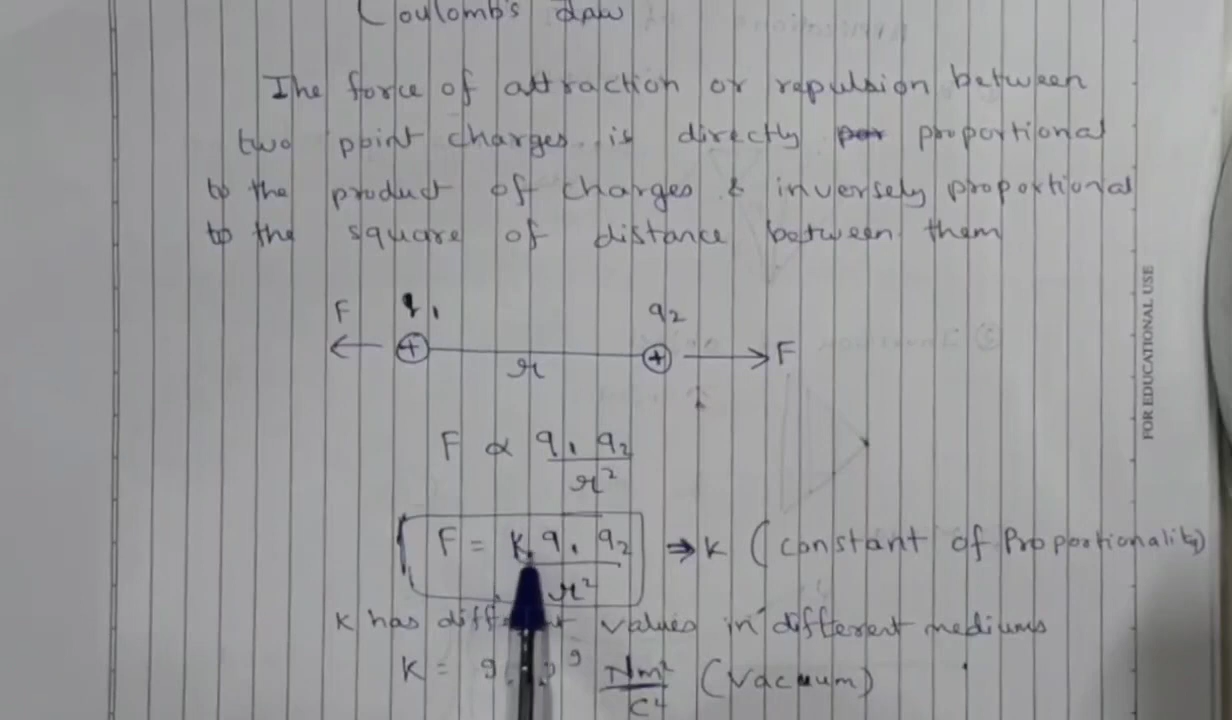 Coulomb's Law
The force of attraction or repulsion between
two point charges is directly proportional
to the product of charges & inversely proportional
to the square of distance between them
F q₁ q₂
+ r + F
F ∝ q₁ q₂
r²
F = K q₁ q₂ ⇒ K (Constant of Proportionality)
r²
K has values in different mediums
K = 9 9 Nm² (Vacuum)
C²
FOR EDUCATIONAL USE